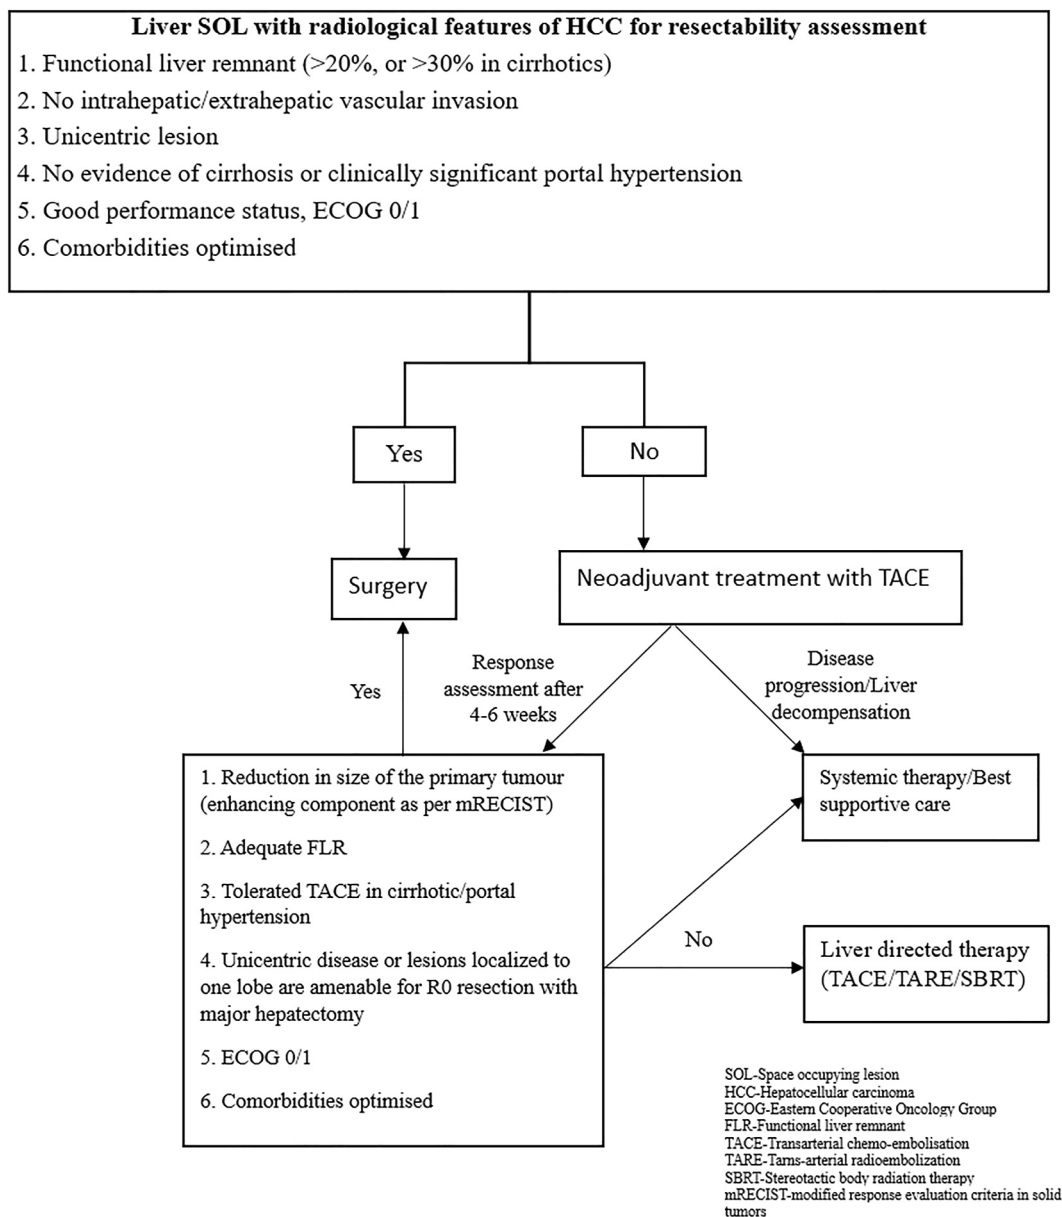 Liver SOL with radiological features of HCC for resectability assessment
1. Functional liver remnant (>20%, or >30% in cirrhotics)
2. No intrahepatic/extrahepatic vascular invasion
3. Unicentric lesion
4. No evidence of cirrhosis or clinically significant portal hypertension
5. Good performance status, ECOG 0/1
6. Comorbidities optimised
Yes
No
Surgery
Neoadjuvant treatment with TACE
Yes
Response
assessment after
4-6 weeks
Disease
progression/Liver
decompensation
1. Reduction in size of the primary tumour
(enhancing component as per mRECIST)
2. Adequate FLR
3. Tolerated TACE in cirrhotic/portal
hypertension
4. Unicentric disease or lesions localized to
one lobe are amenable for R0 resection with
major hepatectomy
5. ECOG 0/1
6. Comorbidities optimised
Systemic therapy/Best
supportive care
No
Liver directed therapy
(TACE/TARE/SBRT)
SOL-Space occupying lesion
HCC-Hepatocellular carcinoma
ECOG-Eastern Cooperative Oncology Group
FLR-Functional liver remnant
TACE-Transarterial chemo-embolisation
TARE-Tarns-arterial radioembolization
SBRT-Stereotactic body radiation therapy
mRECIST-modified response evaluation criteria in solid
tumors